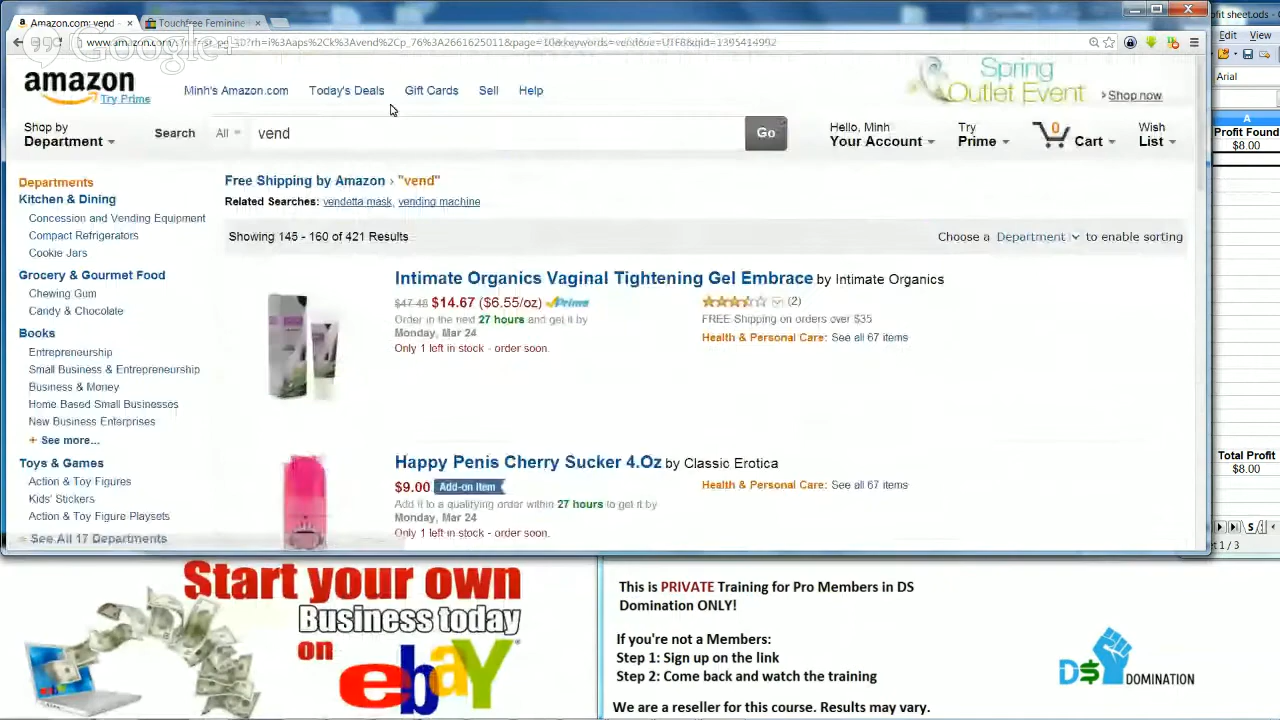 Amazon.com: vend
Touchfree Feminine
Google+
fit sheet.ods -
Edit View
Arial
amazon
Try Prime
Minh's Amazon.com Today's Deals Gift Cards Sell Help
Spring
Outlet Event
Shop now
Shop by
Department
Search All vend Go
Hello, Minh
Your Account
Try
Prime
0
Cart
Wish
List
A
Profit Found
$8.00
Departments
Kitchen & Dining
Concession and Vending Equipment
Compact Refrigerators
Cookie Jars
Grocery & Gourmet Food
Chewing Gum
Candy & Chocolate
Books
Entrepreneurship
Small Business & Entrepreneurship
Business & Money
Home Based Small Businesses
New Business Enterprises
+ See more...
Toys & Games
Action & Toy Figures
Kids' Stickers
Action & Toy Figure Playsets
See All 17 Departments
Free Shipping by Amazon › "vend"
Related Searches: vendetta mask, vending machine
Showing 145 - 160 of 421 Results
Choose a Department to enable sorting
Intimate Organics Vaginal Tightening Gel Embrace by Intimate Organics
$47.48 $14.67 ($6.55/oz) Prime
Order in the next 27 hours and get it by
Monday, Mar 24
Only 1 left in stock - order soon.
(2)
FREE Shipping on orders over $35
Health & Personal Care: See all 67 items
Happy Penis Cherry Sucker 4.Oz by Classic Erotica
$9.00 Add-on Item
Add it to a qualifying order within 27 hours to get it by
Monday, Mar 24
Only 1 left in stock - order soon.
Health & Personal Care: See all 67 items
Total Profit
$8.00
et 1 / 3
Start your own
Business today
on
ebay
This is PRIVATE Training for Pro Members in DS
Domination ONLY!
If you're not a Members:
Step 1: Sign up on the link
Step 2: Come back and watch the training
We are a reseller for this course. Results may vary.
D$ DOMINATION